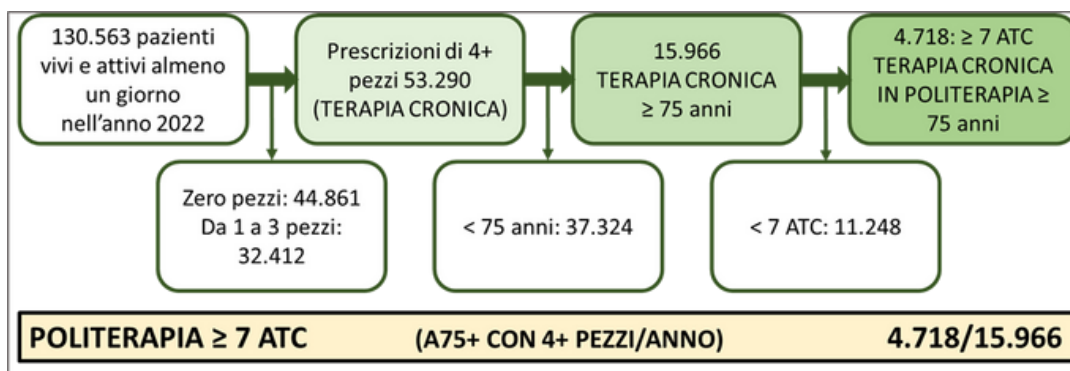 130.563 pazienti
vivi e attivi almeno
un giorno
nell’anno 2022
Prescrizioni di 4+
pezzi 53.290
(TERAPIA CRONICA)
15.966
TERAPIA CRONICA
≥ 75 anni
4.718: ≥ 7 ATC
TERAPIA CRONICA
IN POLITERAPIA ≥
75 anni
Zero pezzi: 44.861
Da 1 a 3 pezzi:
32.412
< 75 anni: 37.324
< 7 ATC: 11.248
POLITERAPIA ≥ 7 ATC (A75+ CON 4+ PEZZI/ANNO) 4.718/15.966